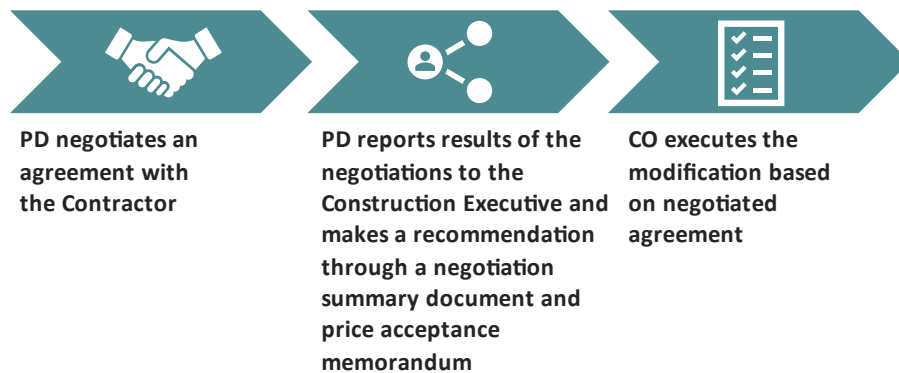 PD negotiates an
agreement with
the Contractor
PD reports results of the
negotiations to the
Construction Executive and
makes a recommendation
through a negotiation
summary document and
price acceptance
memorandum
CO executes the
modification based
on negotiated
agreement